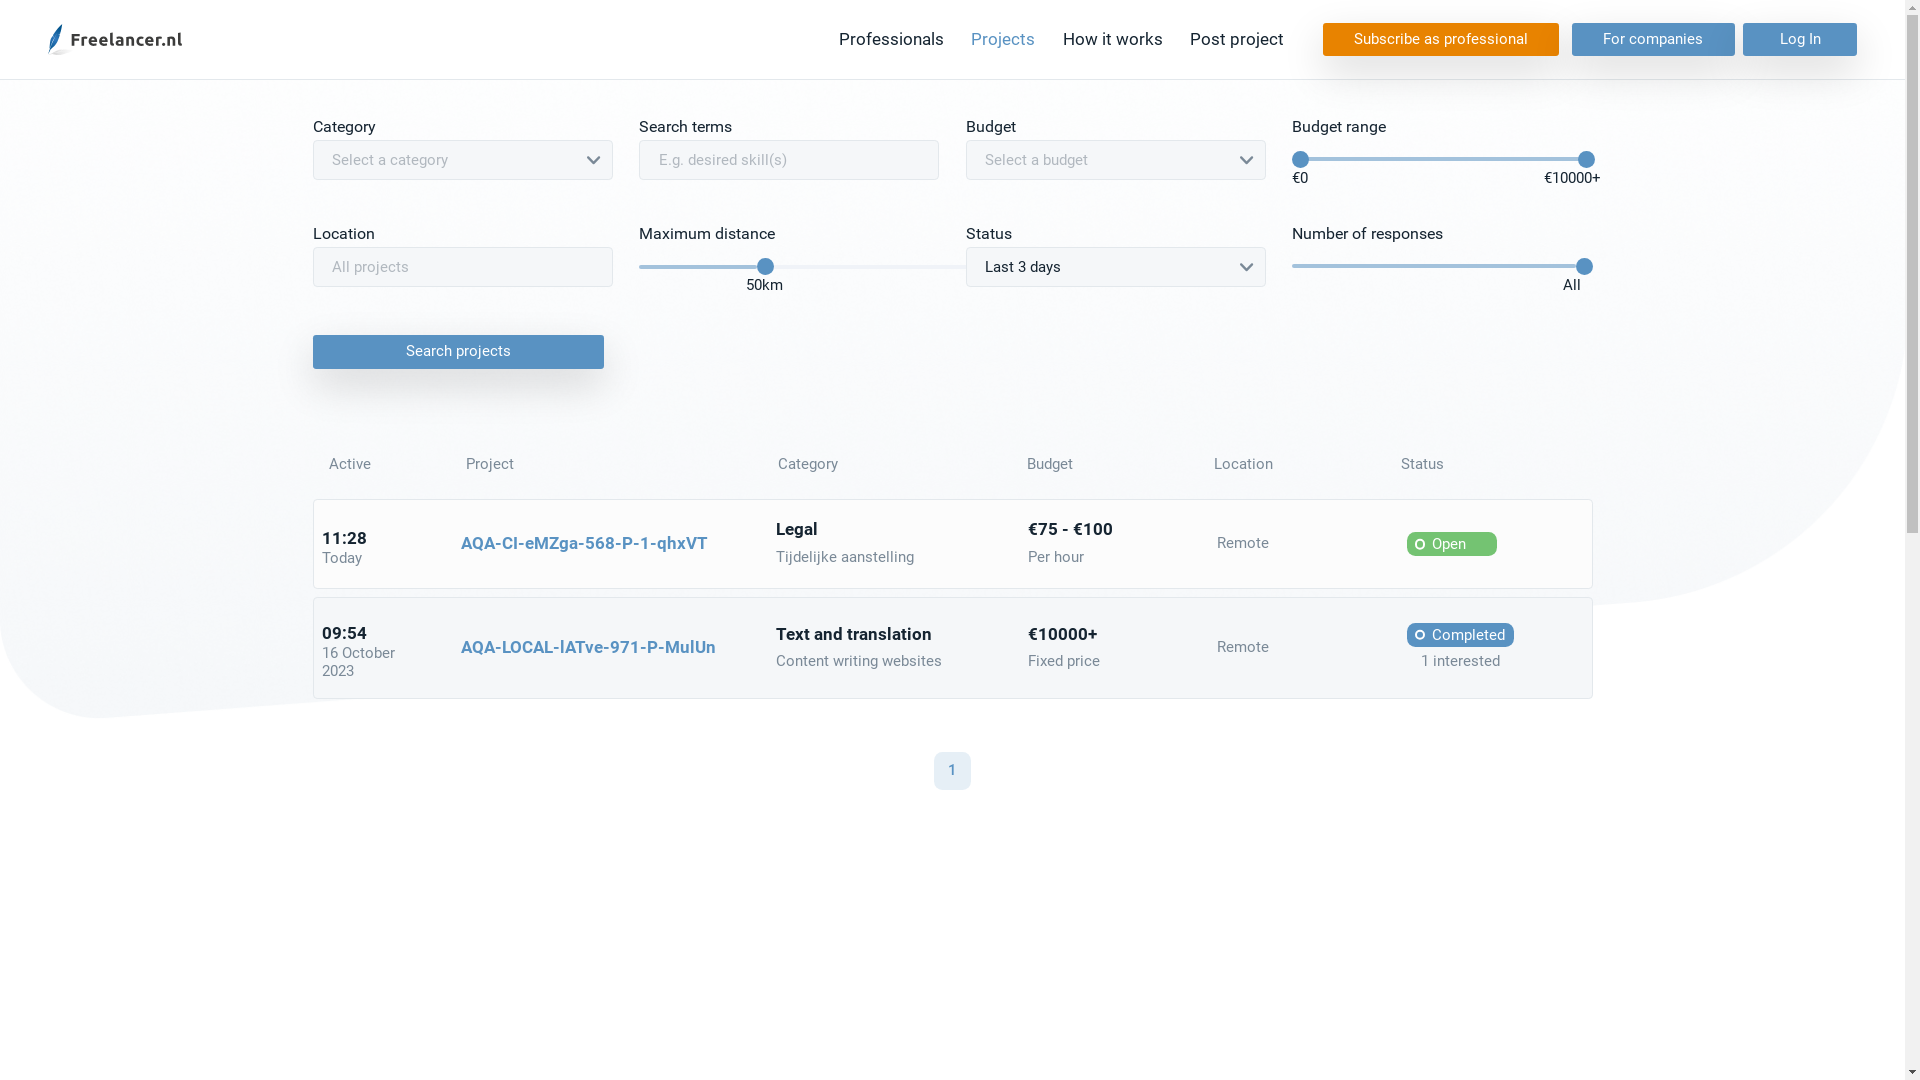 Freelancer.nl
Professionals Projects How it works Post project Subscribe as professional For companies Log In
Category Search terms Budget Budget range
Select a category E.g. desired skill(s) Select a budget
€0 €10000+
Location Maximum distance Status Number of responses
All projects Last 3 days
50km All
Search projects
Active Project Category Budget Location Status
11:28 AQA-CI-eMZga-568-P-1-qhxVT Legal €75 - €100 Remote Open
Today Tijdelijke aanstelling Per hour
09:54 AQA-LOCAL-lATve-971-P-MulUn Text and translation €10000+ Remote Completed
16 October Content writing websites Fixed price 1 interested
2023
1